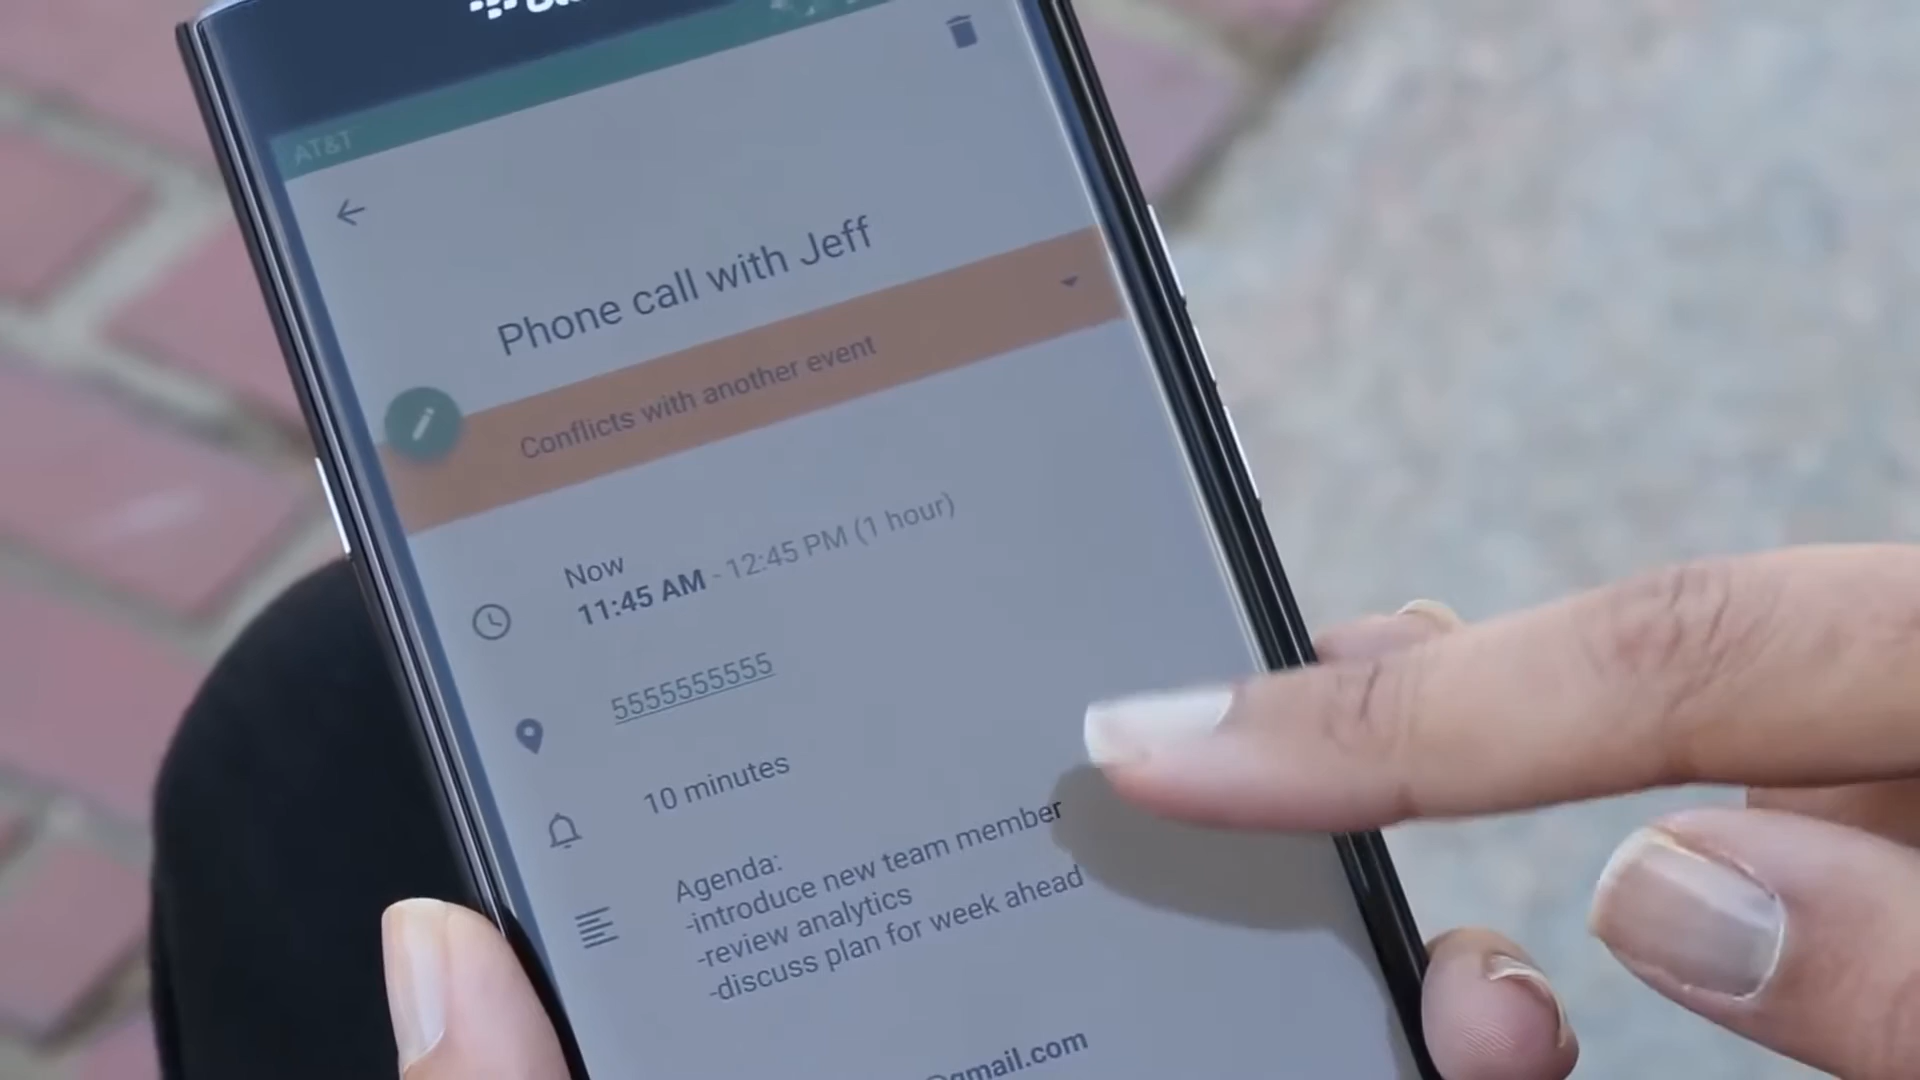 AT&T
Phone call with Jeff
Conflicts with another event
Now
11:45 AM - 12:45 PM (1 hour)
5555555555
10 minutes
Agenda:
-introduce new team member
-review analytics
-discuss plan for week ahead
@gmail.com